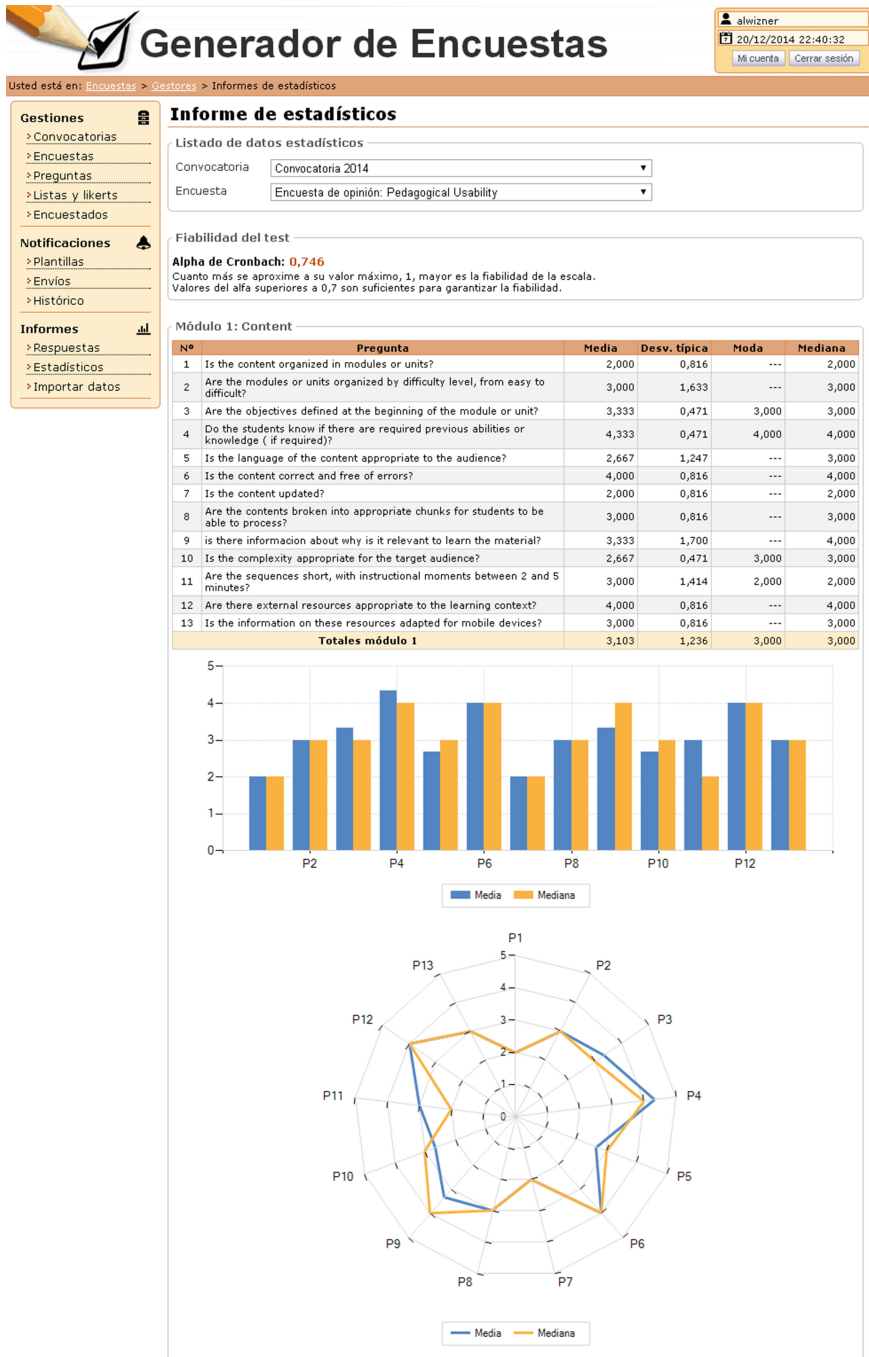 Generador de Encuestas
alwizner
20/12/2014 22:40:32
Mi cuenta Cerrar sesión
Usted está en: Encuestas > Gestores > Informes de estadísticos
Gestiones
Convocatorias
Encuestas
Preguntas
Listas y likerts
Encuestados
Notificaciones
Plantillas
Envíos
Histórico
Informes
Respuestas
Estadísticos
Importar datos
Informe de estadísticos
Listado de datos estadísticos
Convocatoria Convocatoria 2014
Encuesta Encuesta de opinión: Pedagogical Usability
Fiabilidad del test
Alpha de Cronbach: 0,746
Cuanto más se aproxime a su valor máximo, 1, mayor es la fiabilidad de la escala.
Valores del alfa superiores a 0,7 son suficientes para garantizar la fiabilidad.
Módulo 1: Content
Nº Pregunta Media Desv. típica Moda Mediana
1 Is the content organized in modules or units? 2,000 0,816 --- 2,000
2 Are the modules or units organized by difficulty level, from easy to
difficult? 3,000 1,633 --- 3,000
3 Are the objectives defined at the beginning of the module or unit? 3,333 0,471 3,000 3,000
4 Do the students know if there are required previous abilities or
knowledge ( if required)? 4,333 0,471 4,000 4,000
5 Is the language of the content appropriate to the audience? 2,667 1,247 --- 3,000
6 Is the content correct and free of errors? 4,000 0,816 --- 4,000
7 Is the content updated? 2,000 0,816 --- 2,000
8 Are the contents broken into appropriate chunks for students to be
able to process? 3,000 0,816 --- 3,000
9 is there informacion about why is it relevant to learn the material? 3,333 1,700 --- 4,000
10 Is the complexity appropriate for the target audience? 2,667 0,471 3,000 3,000
11 Are the sequences short, with instructional moments between 2 and 5
minutes? 3,000 1,414 2,000 2,000
12 Are there external resources appropriate to the learning context? 4,000 0,816 --- 4,000
13 Is the information on these resources adapted for mobile devices? 3,000 0,816 --- 3,000
Totales módulo 1 3,103 1,236 3,000 3,000
5
4
3
2
1
0
P2 P4 P6 P8 P10 P12
Media Mediana
P1
P13 P2
P12 P3
P11 P4
P10 P5
P9 P6
P8 P7
5
4
3
2
1
0
Media Mediana